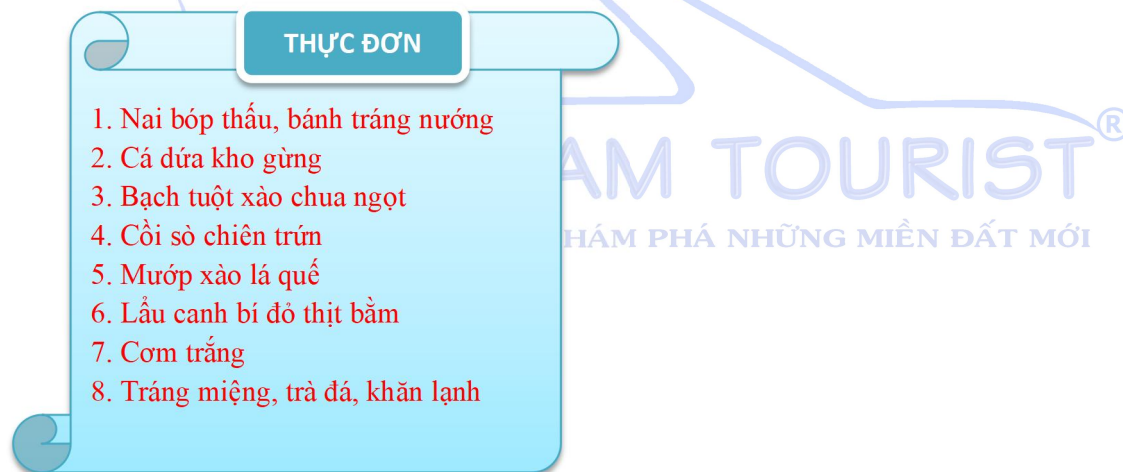 THỰC ĐƠN
1. Nai bóp thấu, bánh tráng nướng
2. Cá dứa kho gừng
3. Bạch tuột xào chua ngọt
4. Cồi sò chiên trứn
5. Mướp xào lá quế
6. Lẩu canh bí đỏ thịt bằm
7. Cơm trắng
8. Tráng miệng, trà đá, khăn lạnh
AM TOURIST®
HÁM PHÁ NHỮNG MIỀN ĐẤT MỚI